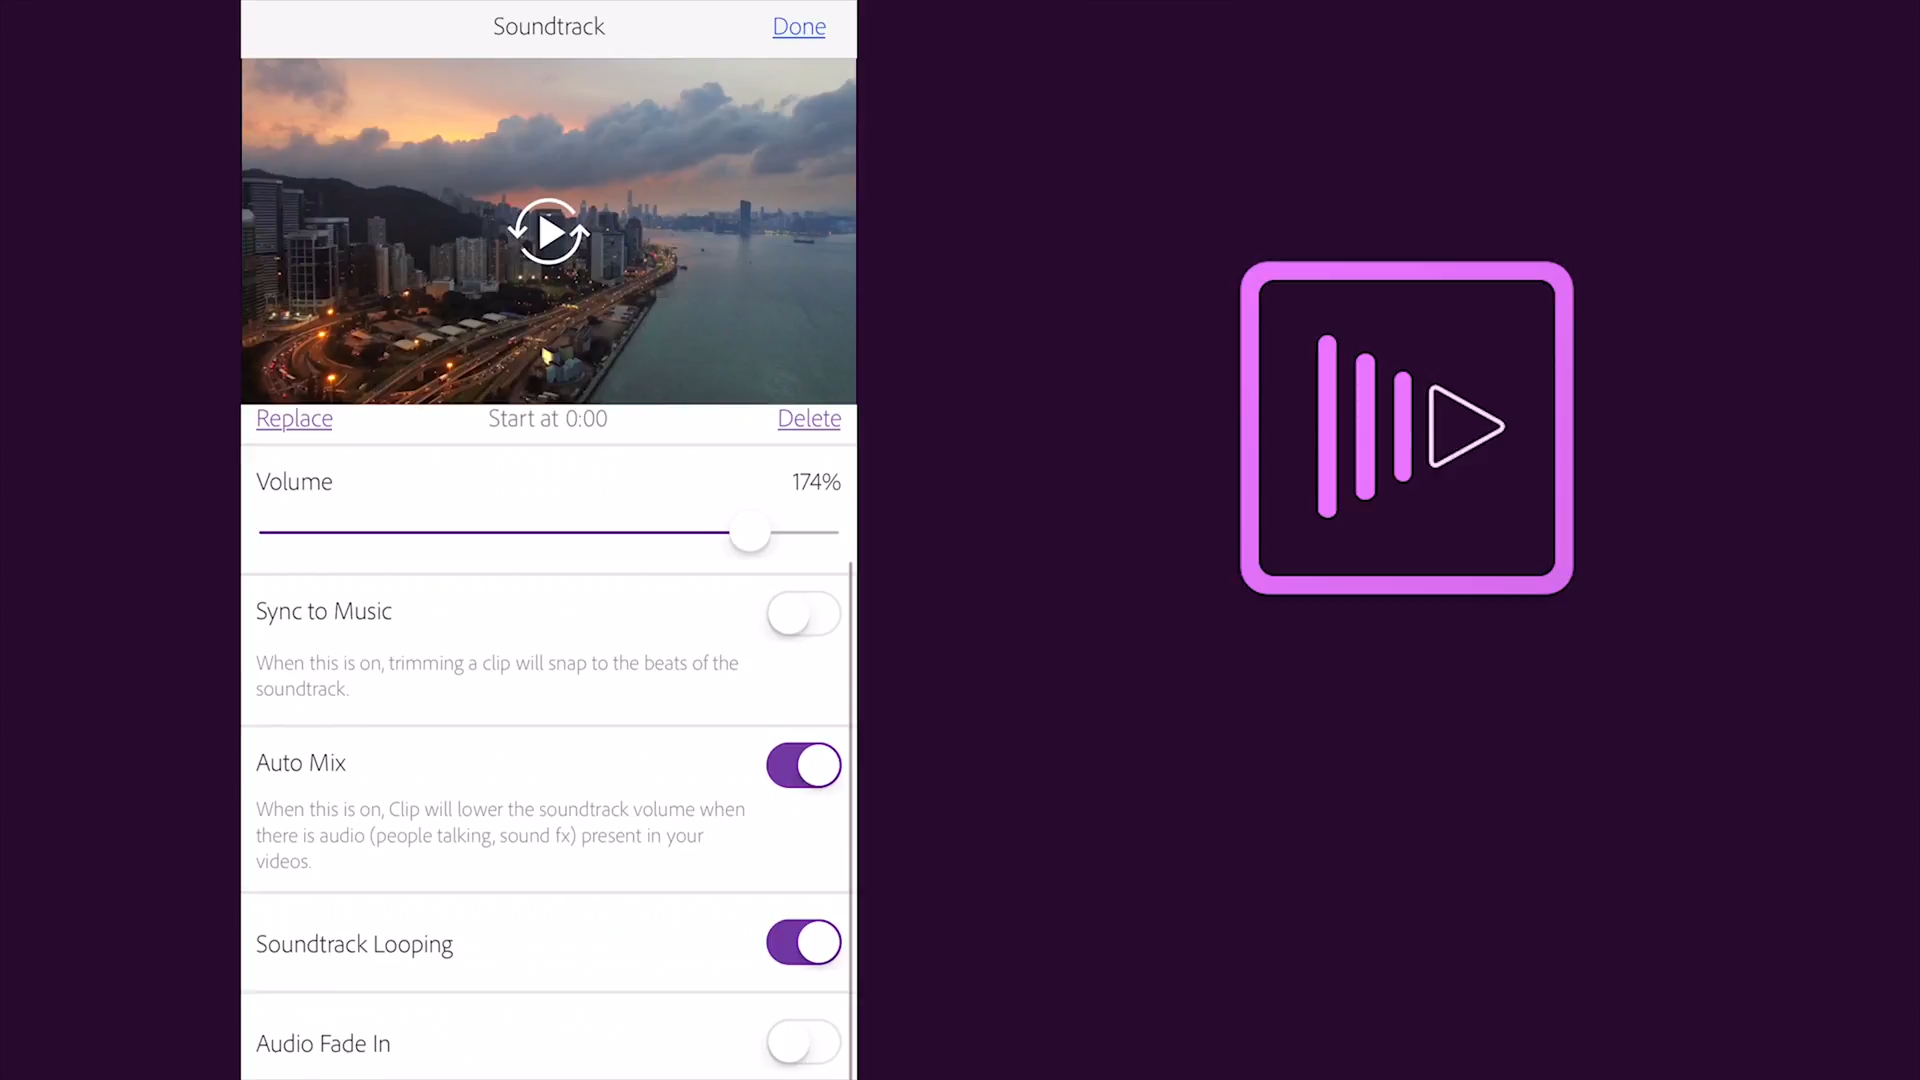 Soundtrack
Done
Replace
Start at 0:00
Delete
Volume
174%
Sync to Music
When this is on, trimming a clip will snap to the beats of the
soundtrack.
Auto Mix
When this is on, Clip will lower the soundtrack volume when
there is audio (people talking, sound fx) present in your
videos.
Soundtrack Looping
Audio Fade In